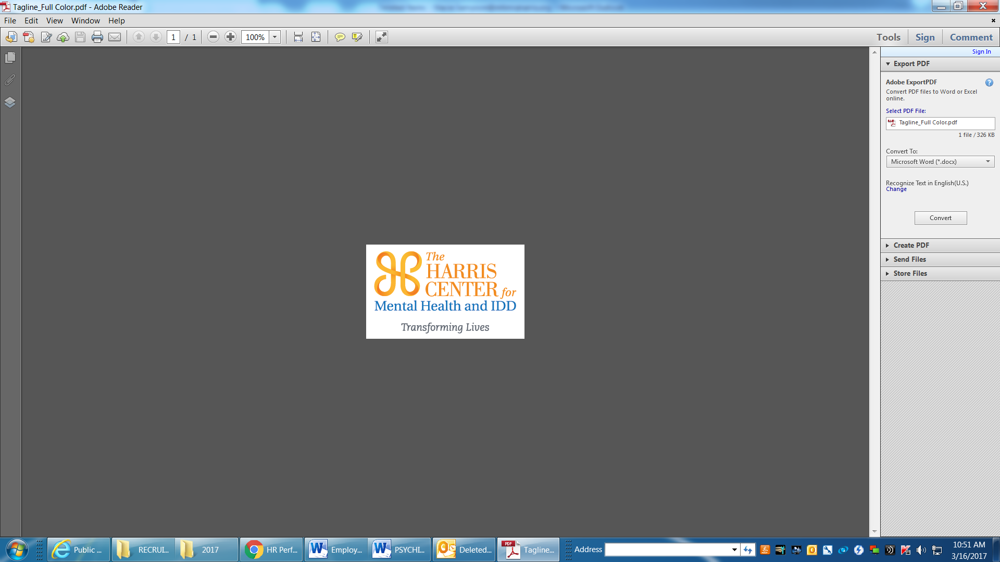 Tagline_Full Color.pdf - Adobe Reader
File Edit View Window Help
1 / 1 100% Tools Sign Comment
Sign In
Export PDF
Adobe ExportPDF
Convert PDF files to Word or Excel
online.
Select PDF File:
Tagline_Full Color.pdf
1 file / 326 KB
Convert To:
Microsoft Word (*.docx)
Recognize Text in English(U.S.)
Change
Convert
Create PDF
Send Files
Store Files
The
HARRIS
CENTER for
Mental Health and IDD
Transforming Lives
Public ... RECRUI... 2017 HR Perf... Employ... PSYCHI... Deleted... Tagline... Address
10:51 AM
3/16/2017